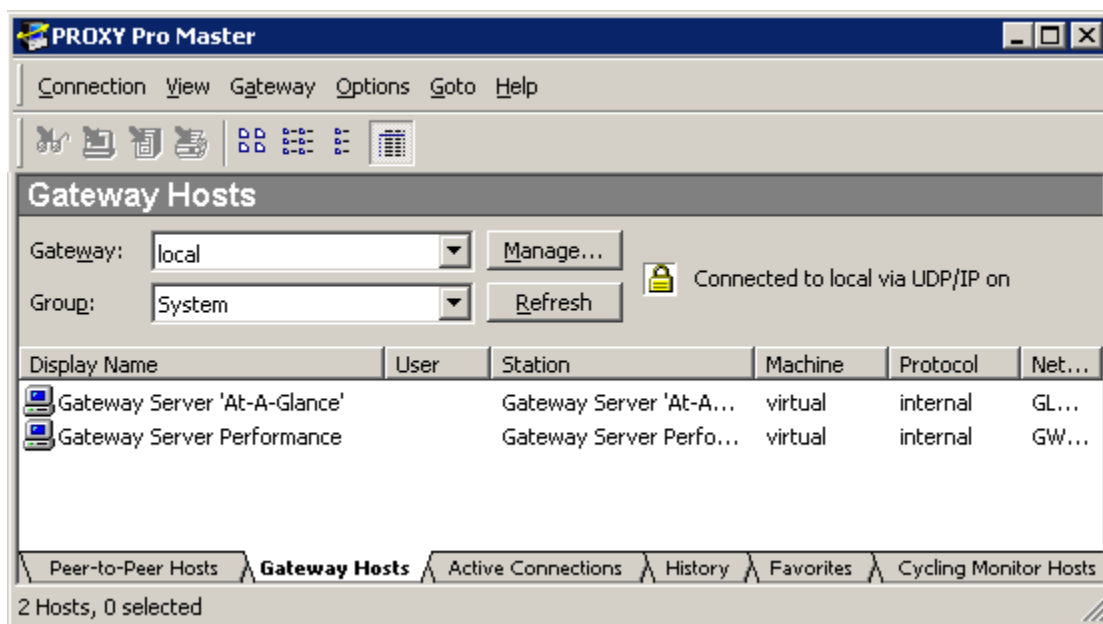 PROXY Pro Master
Connection View Gateway Options Goto Help
Gateway Hosts
Gateway: local Manage... Connected to local via UDP/IP on
Group: System Refresh
Display Name User Station Machine Protocol Net...
Gateway Server 'At-A-Glance' Gateway Server 'At-A... virtual internal GL...
Gateway Server Performance Gateway Server Perfo... virtual internal GW...
Peer-to-Peer Hosts Gateway Hosts Active Connections History Favorites Cycling Monitor Hosts
2 Hosts, 0 selected